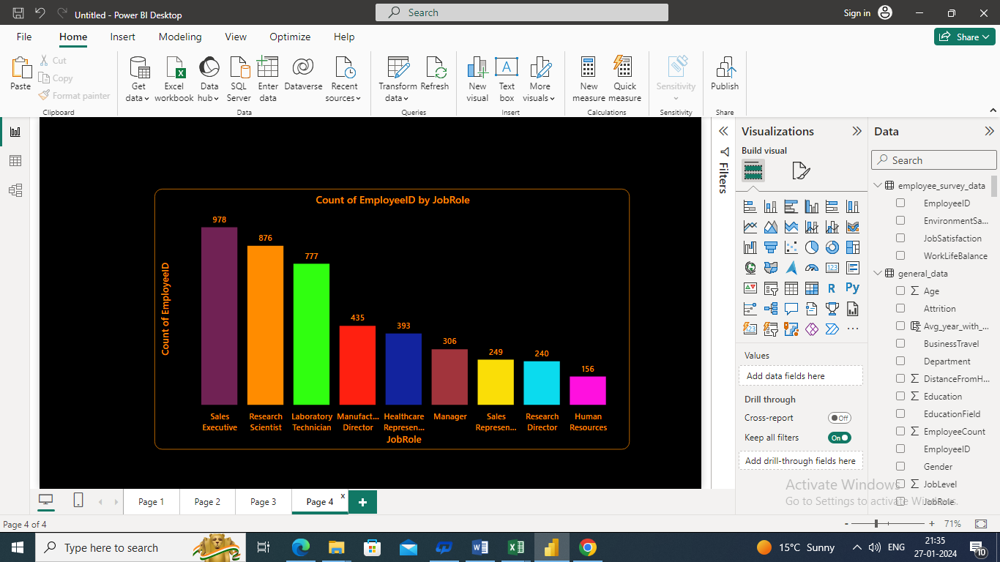 Untitled - Power BI Desktop
Search
Sign in
File
Home
Insert
Modeling
View
Optimize
Help
Share
Paste
Cut
Copy
Format painter
Clipboard
Get data
Excel workbook
Data hub
SQL Server
Enter data
Dataverse
Recent sources
Data
Transform data
Refresh
Queries
New visual
Text box
More visuals
Insert
New measure
Quick measure
Calculations
Sensitivity
Sensitivity
Publish
Share
Count of EmployeeID by JobRole
Count of EmployeeID
978
876
777
435
393
306
249
240
156
Sales Executive
Research Scientist
Laboratory Technician
Manufact... Director
Healthcare Represen...
Manager
Sales Represen...
Research Director
Human Resources
JobRole
Filters
Visualizations
Build visual
123
R
Py
123
Values
Add data fields here
Drill through
Cross-report
Off
Keep all filters
On
Add drill-through fields here
Data
Search
employee_survey_data
EmployeeID
EnvironmentSa...
JobSatisfaction
WorkLifeBalance
general_data
Age
Attrition
Avg_year_with_...
BusinessTravel
Department
DistanceFromH...
Education
EducationField
EmployeeCount
EmployeeID
Gender
JobLevel
JobRole
Activate Windows
Go to Settings to activate Windows.
Page 1
Page 2
Page 3
Page 4
x
+
Page 4 of 4
- + 71%
Type here to search
15°C Sunny
ENG
21:35
27-01-2024
10